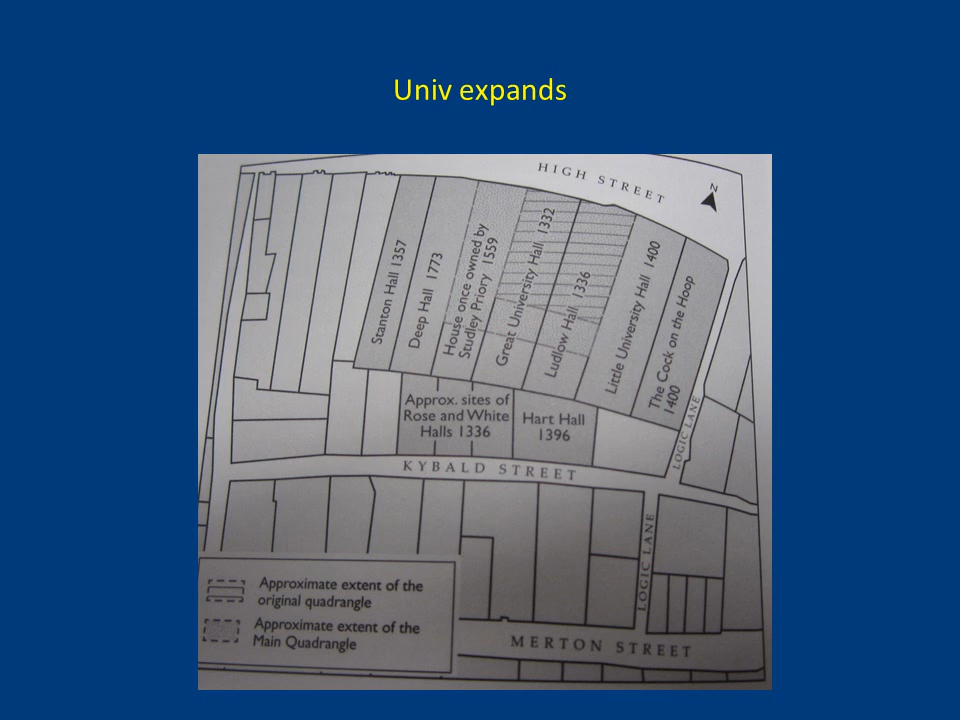 Univ expands
HIGH STREET
N
Stanton Hall 1357
Deep Hall 1773
House once owned by
Studley Priory 1559
Great University Hall 1332
Ludlow Hall 1336
Little University Hall 1400
The Cock on the Hoop
1400
LOGIC LANE
Approx. sites of
Rose and White
Halls 1336
Hart Hall
1396
KYBALD STREET
LOGIC LANE
Approximate extent of the
original quadrangle
Approximate extent of the
Main Quadrangle
MERTON STREET